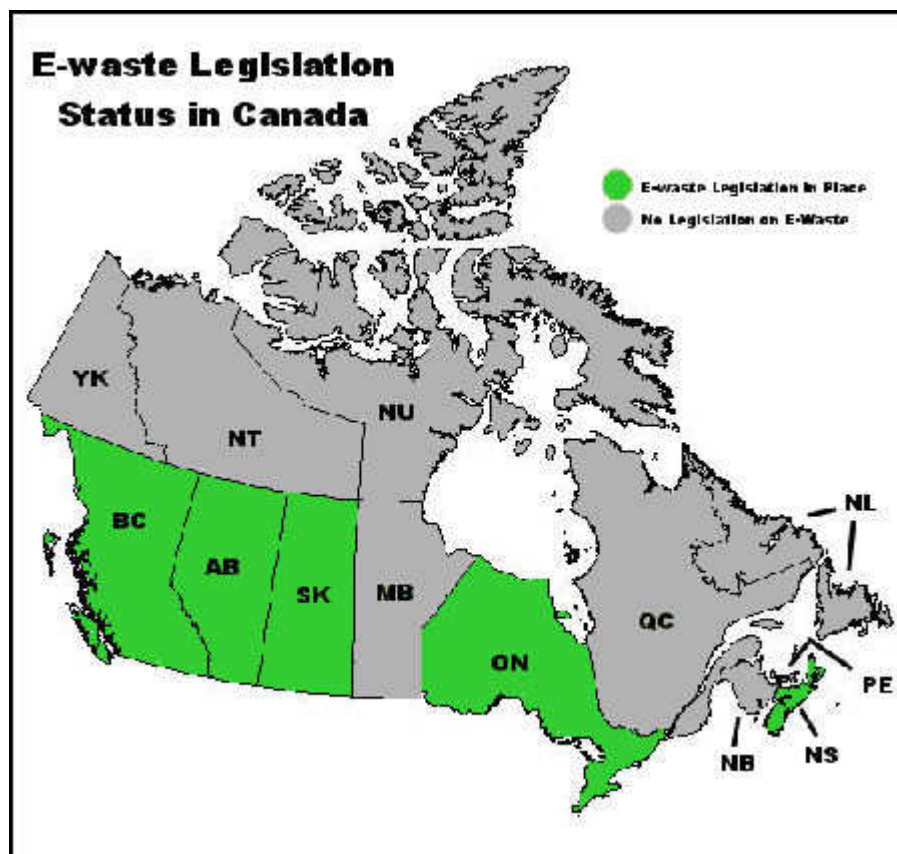 E-waste Legislation
Status in Canada
E-waste Legislation in Place
No Legislation on E-Waste
YK
NT
NU
BC
AB
SK
MB
ON
QC
NL
PE
NB
NS